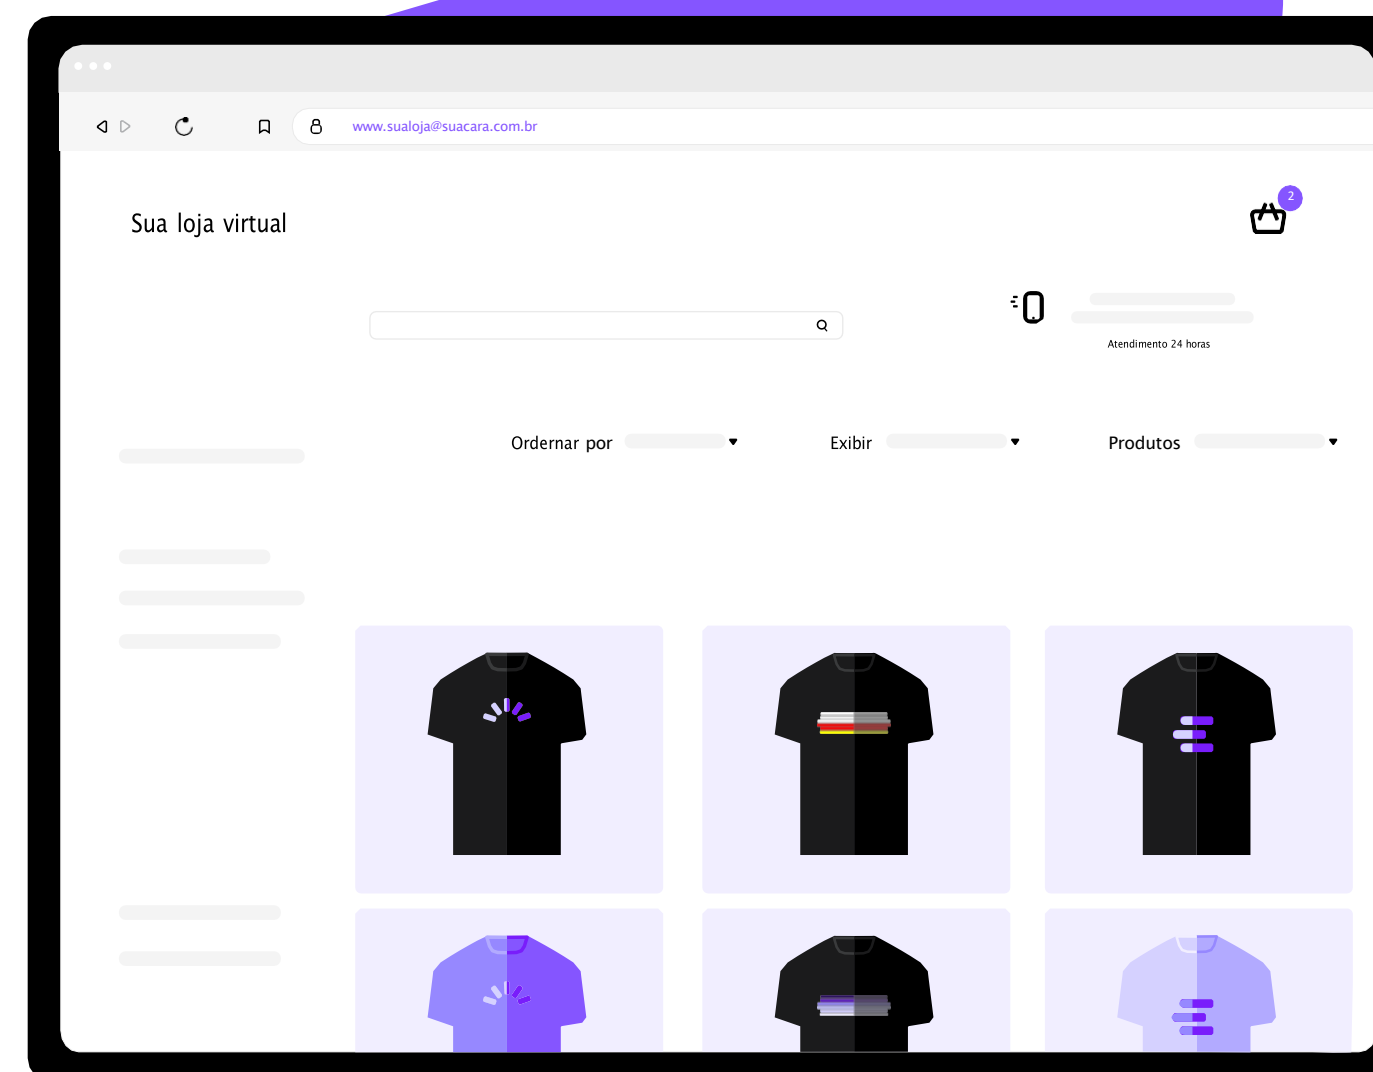 www.sualoja@suacara.com.br
2
Sua loja virtual
Atendimento 24 horas
Ordernar por
Exibir
Produtos